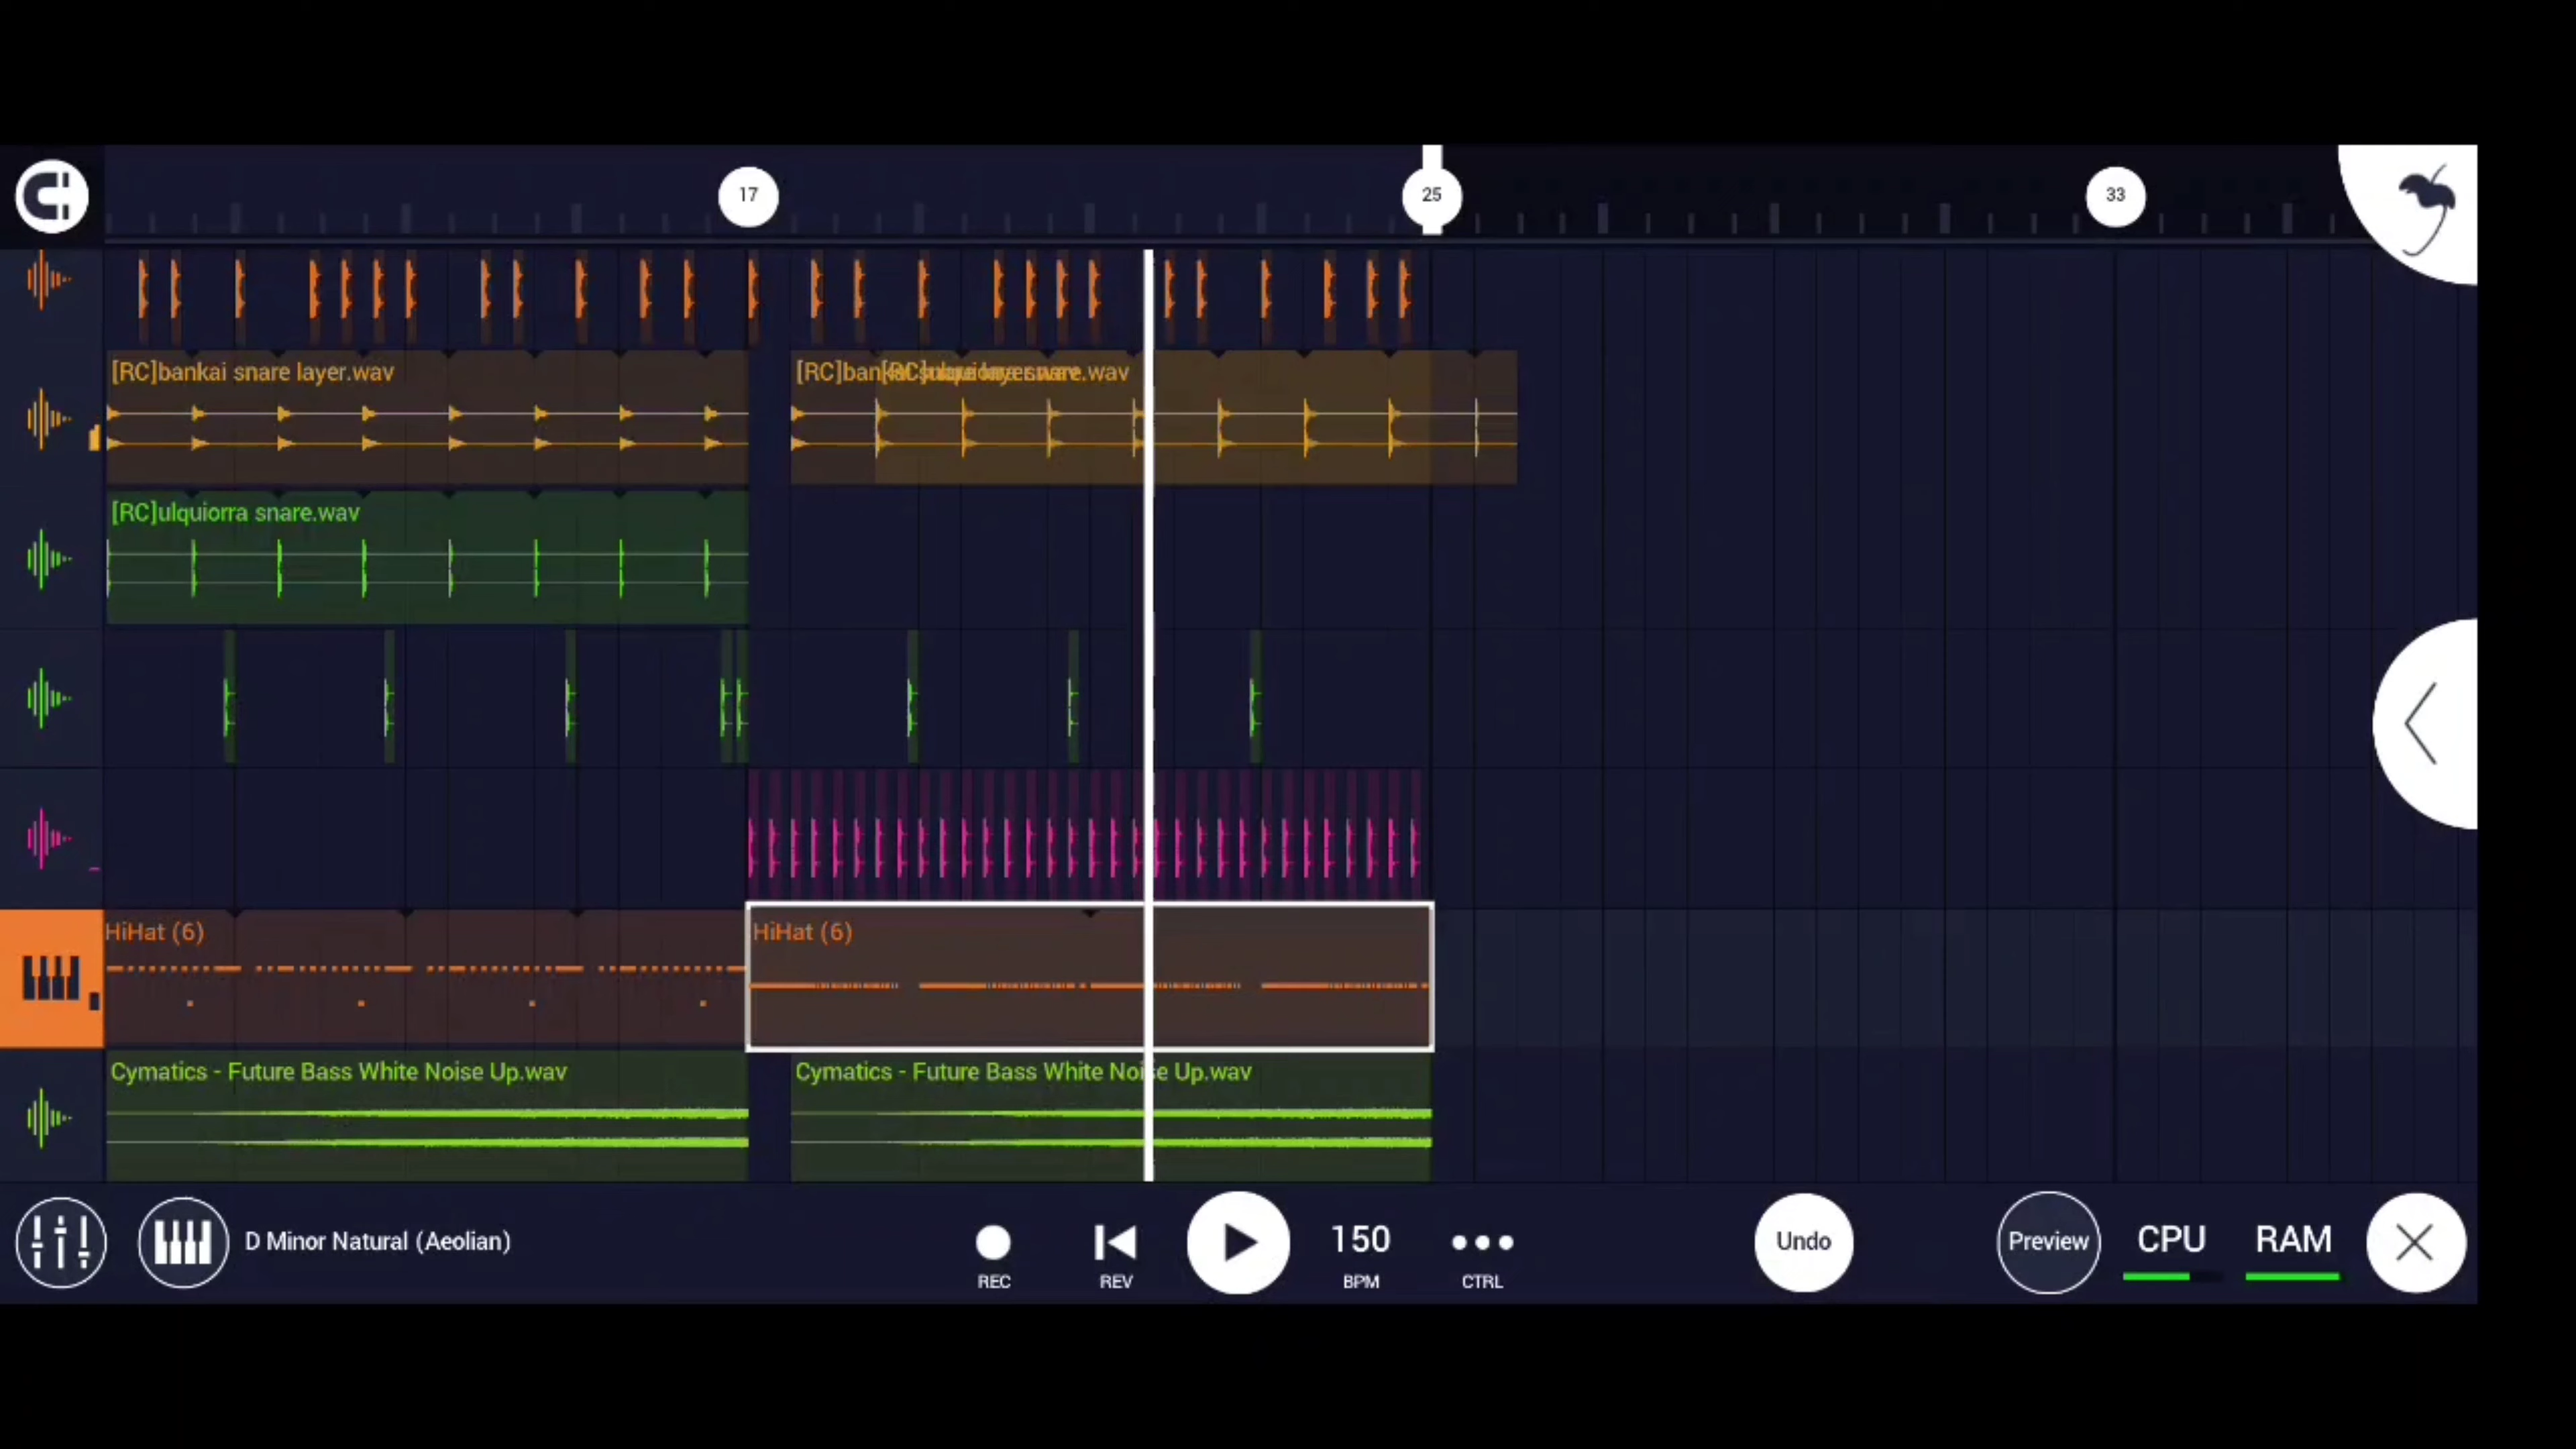 17
25
33
[RC]bankai snare layer.wav
[RC]ulquiorra snare.wav
HiHat (6)
HiHat (6)
Cymatics - Future Bass White Noise Up.wav
Cymatics - Future Bass White Noise Up.wav
D Minor Natural (Aeolian)
REC
REV
150
BPM
CTRL
Undo
Preview
CPU
RAM